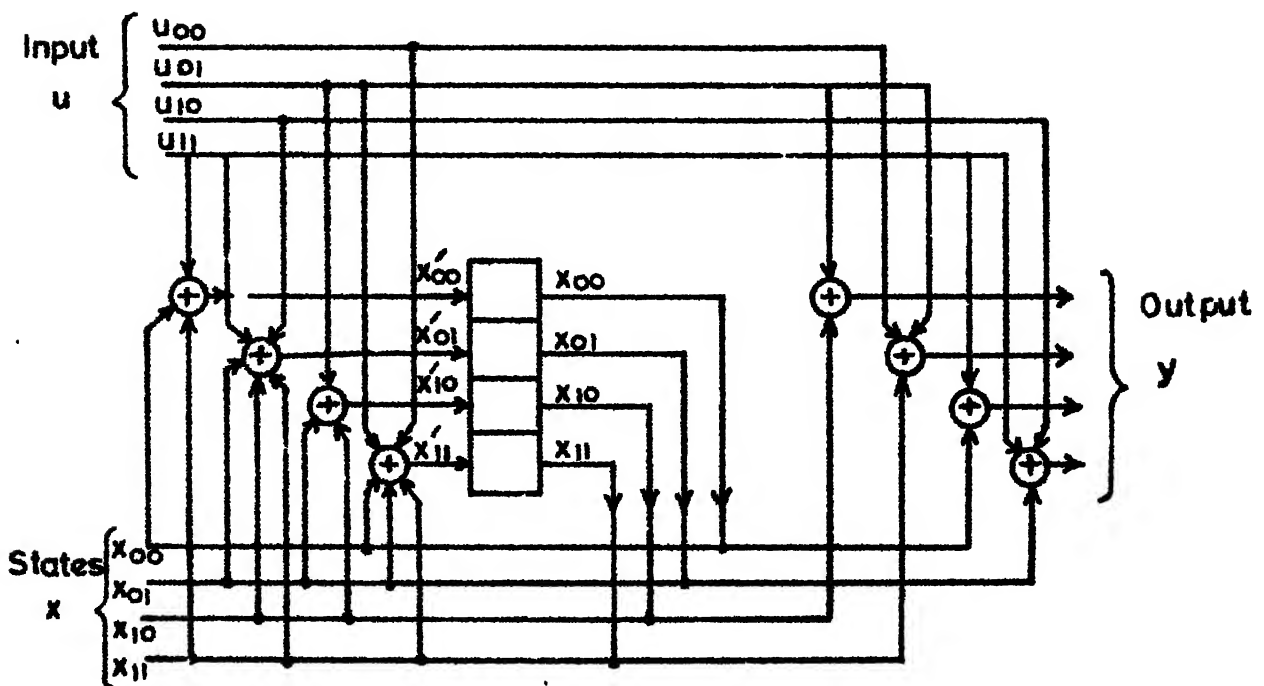 Input
u
u00
u01
u10
u11
+
+
+
+
x'00
x'01
x'10
x'11
x00
x01
x10
x11
+
+
+
+
Output
y
States
x
x00
x01
x10
x11